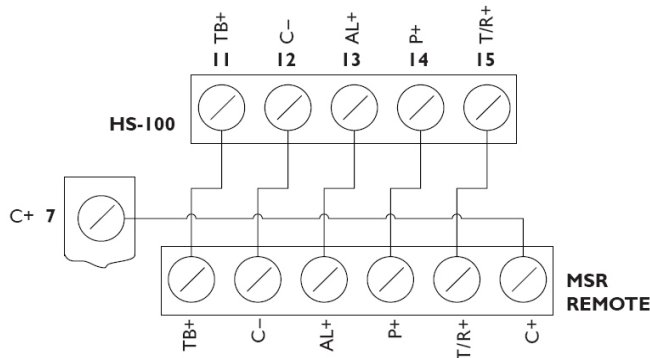 TB+ C− AL+ P+ T/R+
11 12 13 14 15
HS-100
C+ 7
MSR
REMOTE
TB+ C− AL+ P+ T/R+ C+